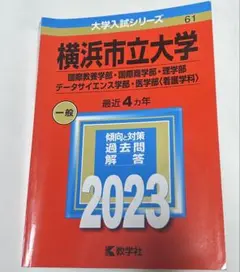 大学入試シリーズ 61
横浜市立大学
国際教養学部・国際商学部・理学部
データサイエンス学部・医学部〈看護学科〉
最近4カ年
一般
傾向と対策
過去問
解答
2023
教学社